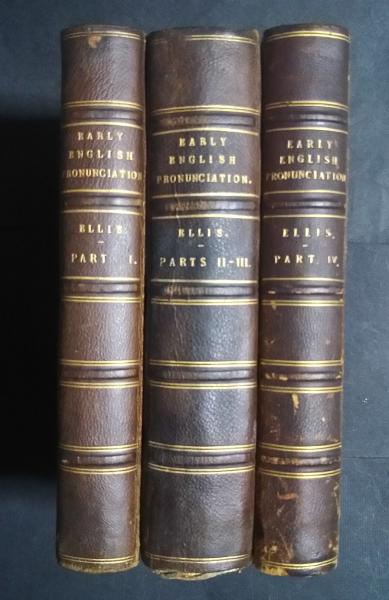 EARLY
ENGLISH
PRONUNCIATION
ELLIS.
PART I.
EARLY
ENGLISH
PRONUNCIATION.
ELLIS.
PARTS II-III.
EARLY
ENGLISH
PRONUNCIATION
ELLIS.
PART. IV.